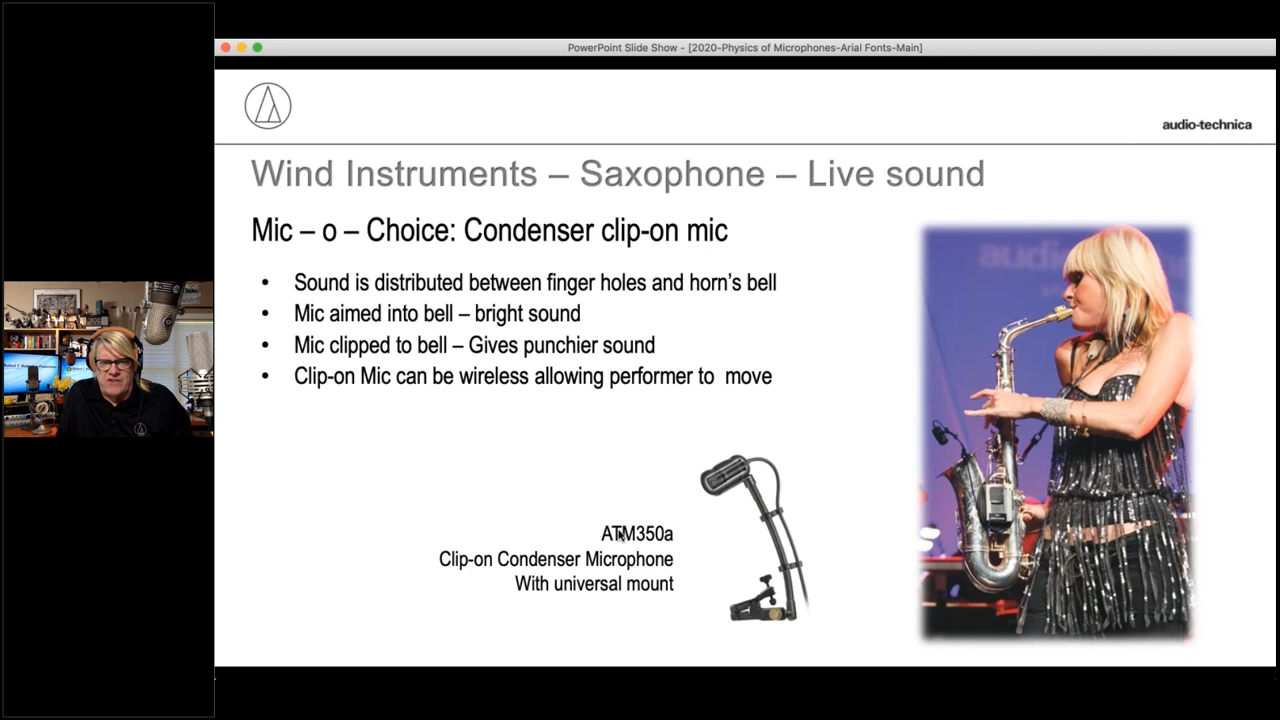 PowerPoint Slide Show - [2020-Physics of Microphones-Arial Fonts-Main]
audio-technica
Wind Instruments – Saxophone – Live sound
Mic – o – Choice: Condenser clip-on mic
• Sound is distributed between finger holes and horn's bell
• Mic aimed into bell – bright sound
• Mic clipped to bell – Gives punchier sound
• Clip-on Mic can be wireless allowing performer to move
audio
ATM350a
Clip-on Condenser Microphone
With universal mount